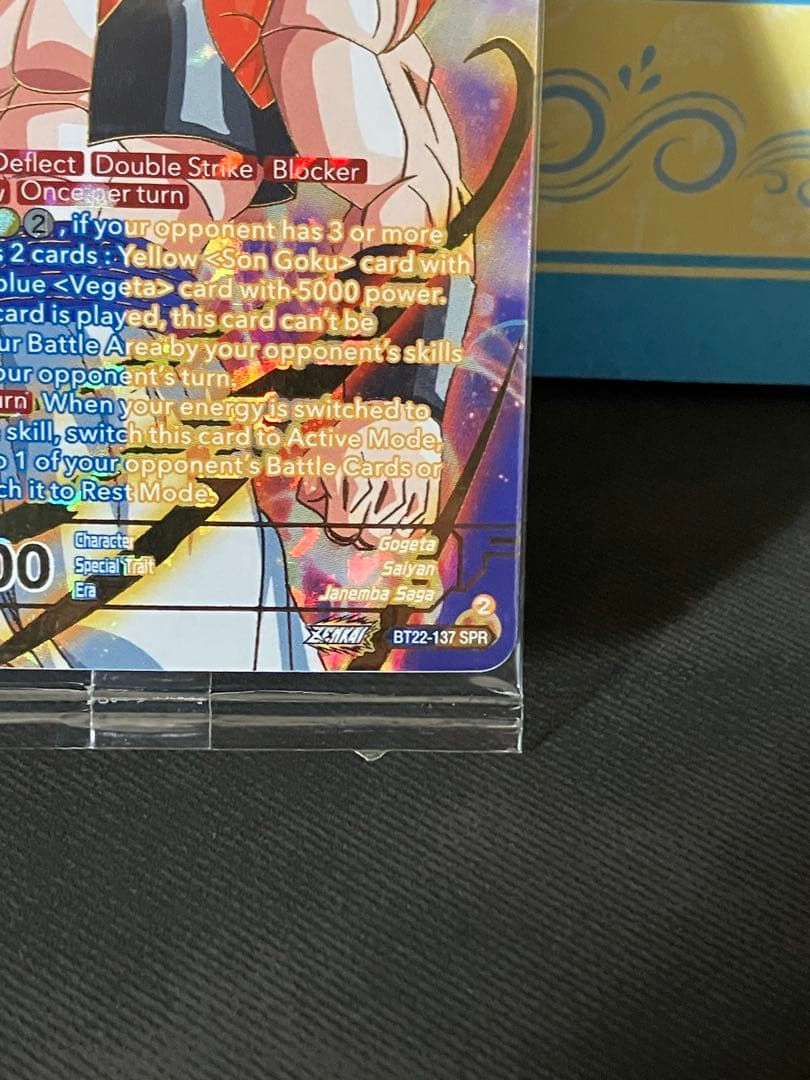 Deflect Double Strike Blocker
Once per turn
2, if your opponent has 3 or more
2 cards : Yellow <Son Goku> card with
blue <Vegeta> card with 5000 power.
card is played, this card can't be
ur Battle Area by your opponent's skills
our opponent's turn.
urn When your energy is switched to
skill, switch this card to Active Mode,
1 of your opponent's Battle Cards or
ch it to Rest Mode.
00
Character Gogeta
Special Trait Saiyan
Era Janemba Saga
2
ZENKAI BT22-137 SPR